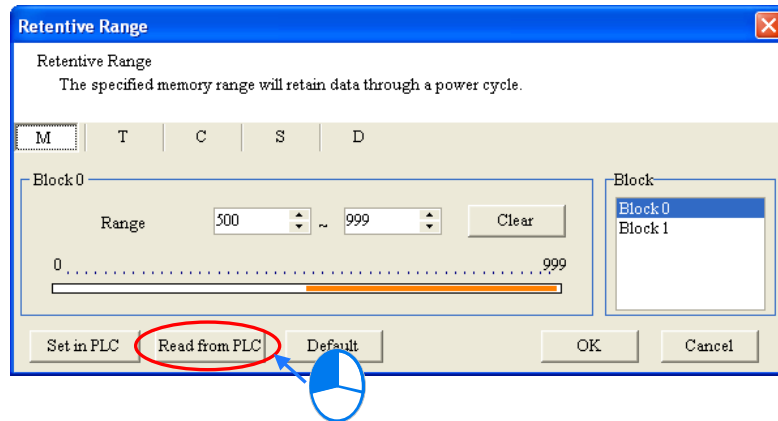 Retentive Range
Retentive Range
The specified memory range will retain data through a power cycle.
M T C S D
Block 0 Block
Range 500 ~ 999 Clear
Block 0
Block 1
0 999
Set in PLC Read from PLC Default OK Cancel